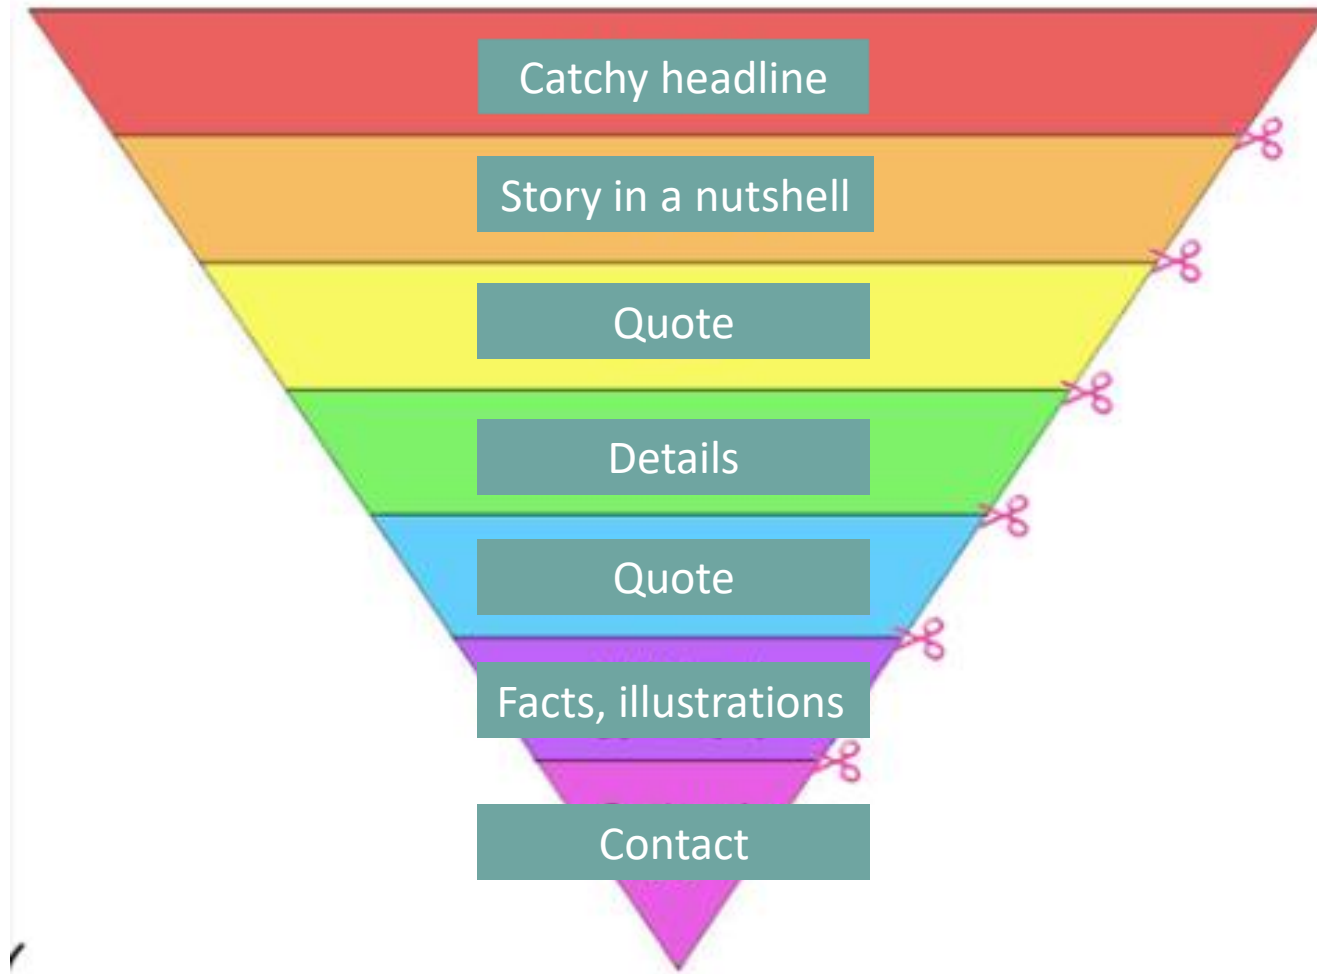 Catchy headline
Story in a nutshell
Quote
Details
Quote
Facts, illustrations
Contact